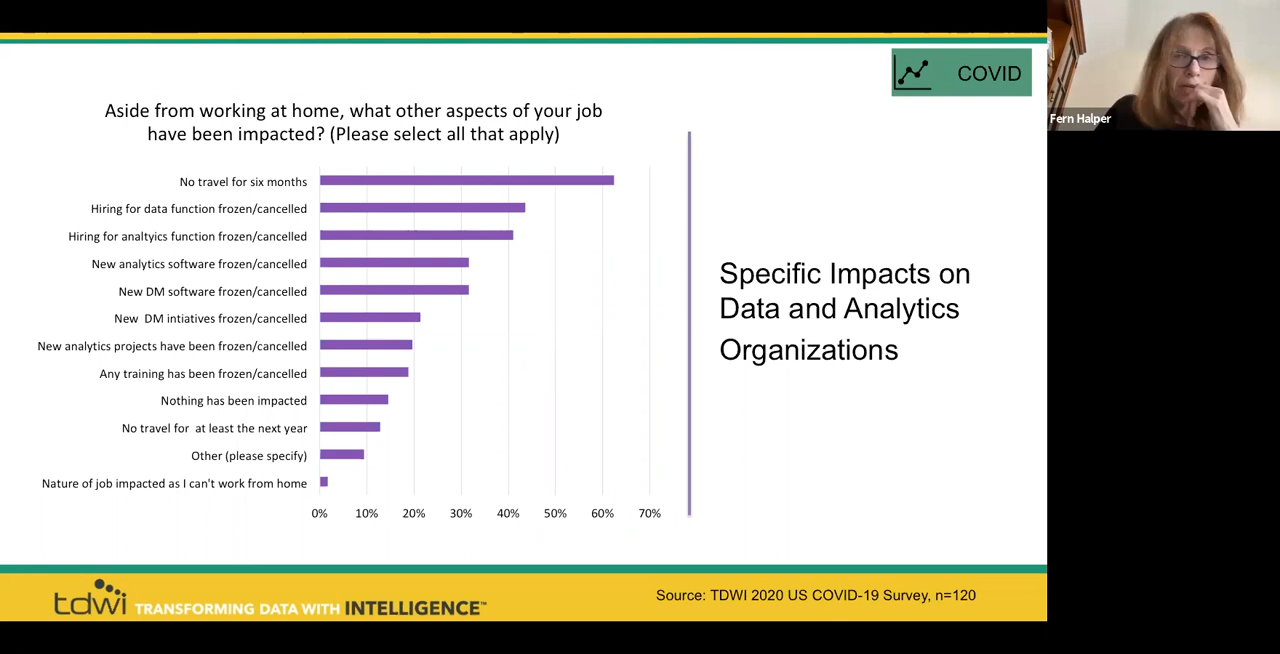 COVID
Fern Halper
Aside from working at home, what other aspects of your job
have been impacted? (Please select all that apply)
No travel for six months
Hiring for data function frozen/cancelled
Hiring for analtyics function frozen/cancelled
New analytics software frozen/cancelled
New DM software frozen/cancelled
New  DM intiatives frozen/cancelled
New analytics projects have been frozen/cancelled
Any training has been frozen/cancelled
Nothing has been impacted
No travel for  at least the next year
Other (please specify)
Nature of job impacted as I can't work from home
0% 10% 20% 30% 40% 50% 60% 70%
Specific Impacts on
Data and Analytics
Organizations
tdwi TRANSFORMING DATA WITH INTELLIGENCE™
Source: TDWI 2020 US COVID-19 Survey, n=120